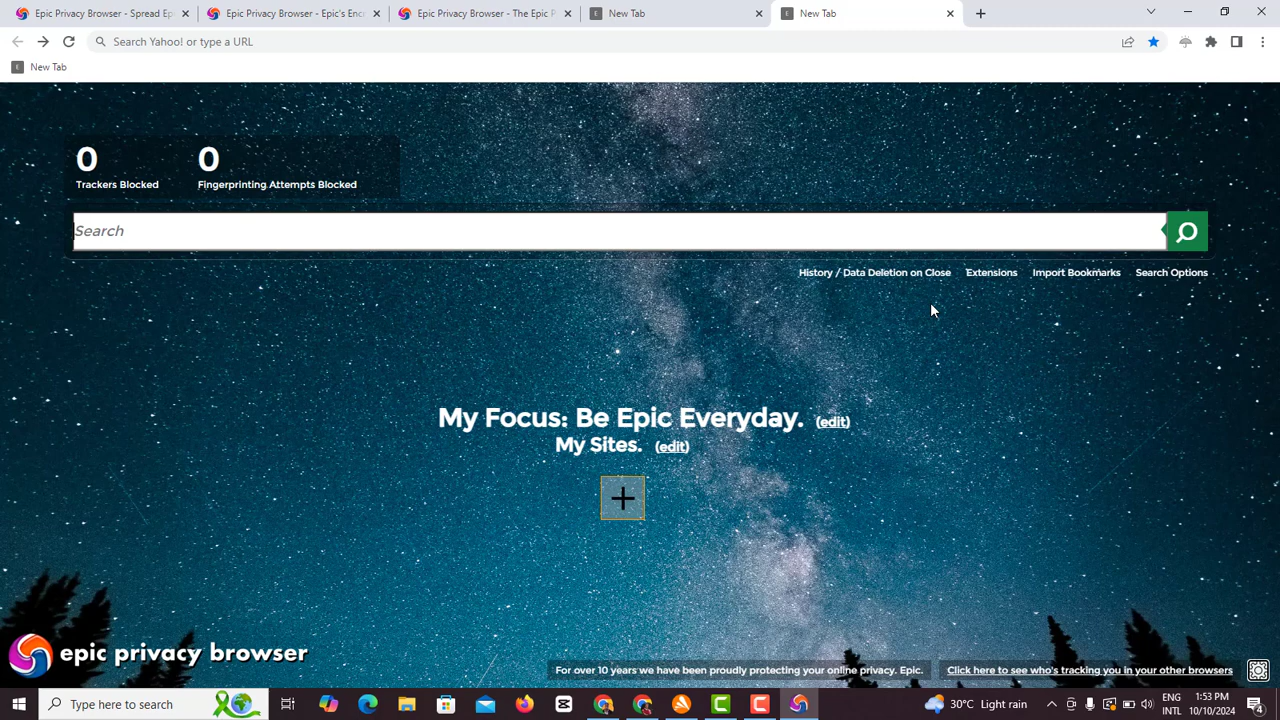 Epic Privacy Browser - Spread Ep
Epic Privacy Browser - Epic's Enc
Epic Privacy Browser - The Epic P
New Tab
New Tab
Search Yahoo! or type a URL
E New Tab
0
0
Trackers Blocked
Fingerprinting Attempts Blocked
Search
History / Data Deletion on Close
Extensions
Import Bookmarks
Search Options
My Focus: Be Epic Everyday. (edit)
My Sites. (edit)
epic privacy browser
For over 10 years we have been proudly protecting your online privacy. Epic.
Click here to see who's tracking you in your other browsers
Type here to search
30°C Light rain
ENG
INTL
1:53 PM
10/10/2024
4